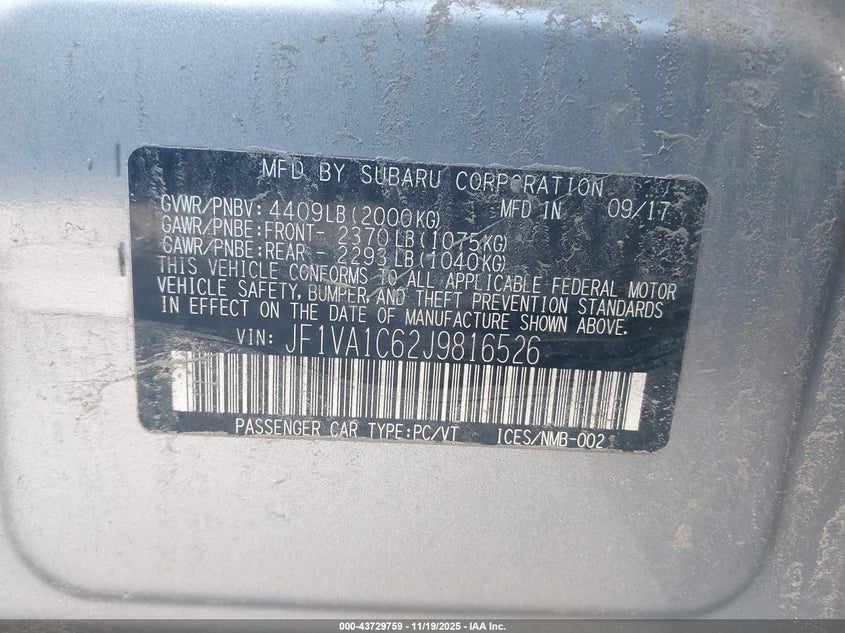 MFD BY SUBARU CORPORATION
GVWR/PNBV: 4409LB(2000KG) MFD IN 09/17
GAWR/PNBE:FRONT- 2370LB(1075KG)
GAWR/PNBE:REAR - 2293LB(1040KG)
THIS VEHICLE CONFORMS TO ALL APPLICABLE FEDERAL MOTOR
VEHICLE SAFETY, BUMPER, AND THEFT PREVENTION STANDARDS
IN EFFECT ON THE DATE OF MANUFACTURE SHOWN ABOVE.
VIN: JF1VA1C62J9816526
PASSENGER CAR TYPE:PC/VT ICES/NMB-002
000-43729759 — 11/19/2025 — IAA Inc.